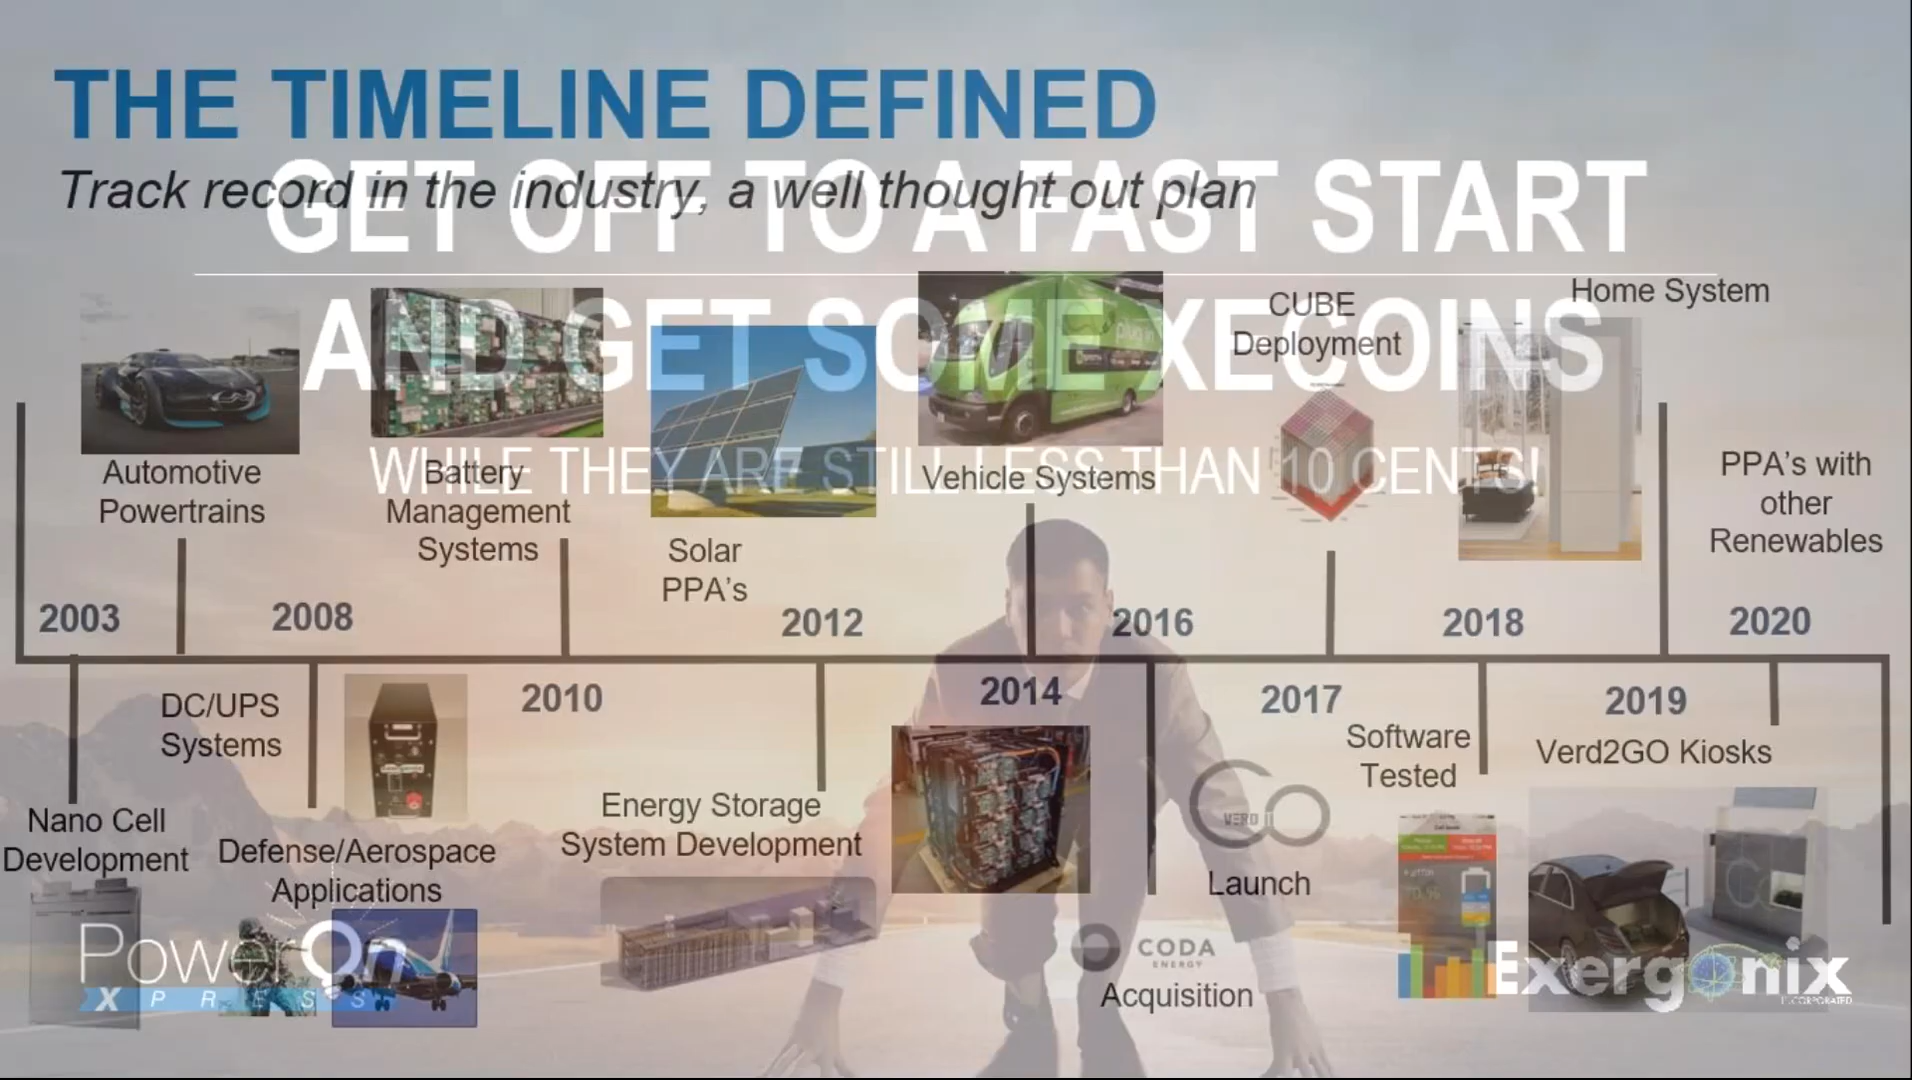 THE TIMELINE DEFINED
Track record in the industry, a well thought out plan
GET OFF TO A FAST START
AND GET SOME XECOINS
WHILE THEY ARE STILL LESS THAN 10 CENTS!
Automotive
Powertrains
Battery
Management
Systems
Solar
PPA's
Vehicle Systems
CUBE
Deployment
Home System
PPA's with
other
Renewables
2003
2008
2012
2016
2018
2020
2010
2014
2017
2019
Nano Cell
Development
DC/UPS
Systems
Defense/Aerospace
Applications
Energy Storage
System Development
VERD
Launch
CODA
ENERGY
Acquisition
Software
Tested
Verd2GO Kiosks
PowerOn
XPRESS
Exergonix
INCORPORATED